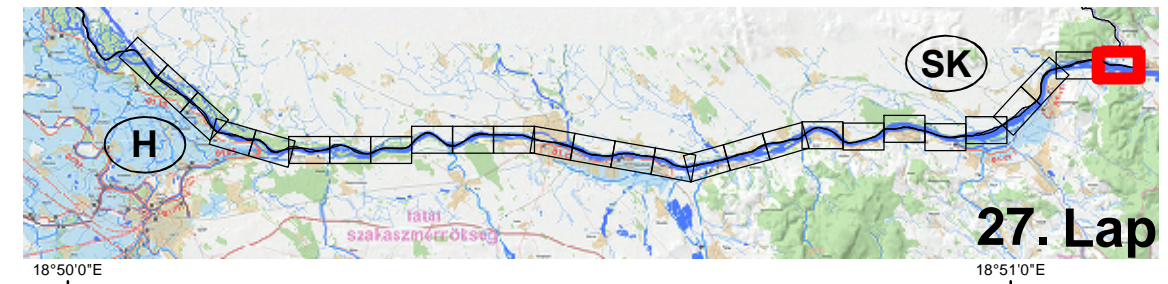 SK
H
tatai
szakaszmérnökség
27. Lap
18°50'0"E
18°51'0"E